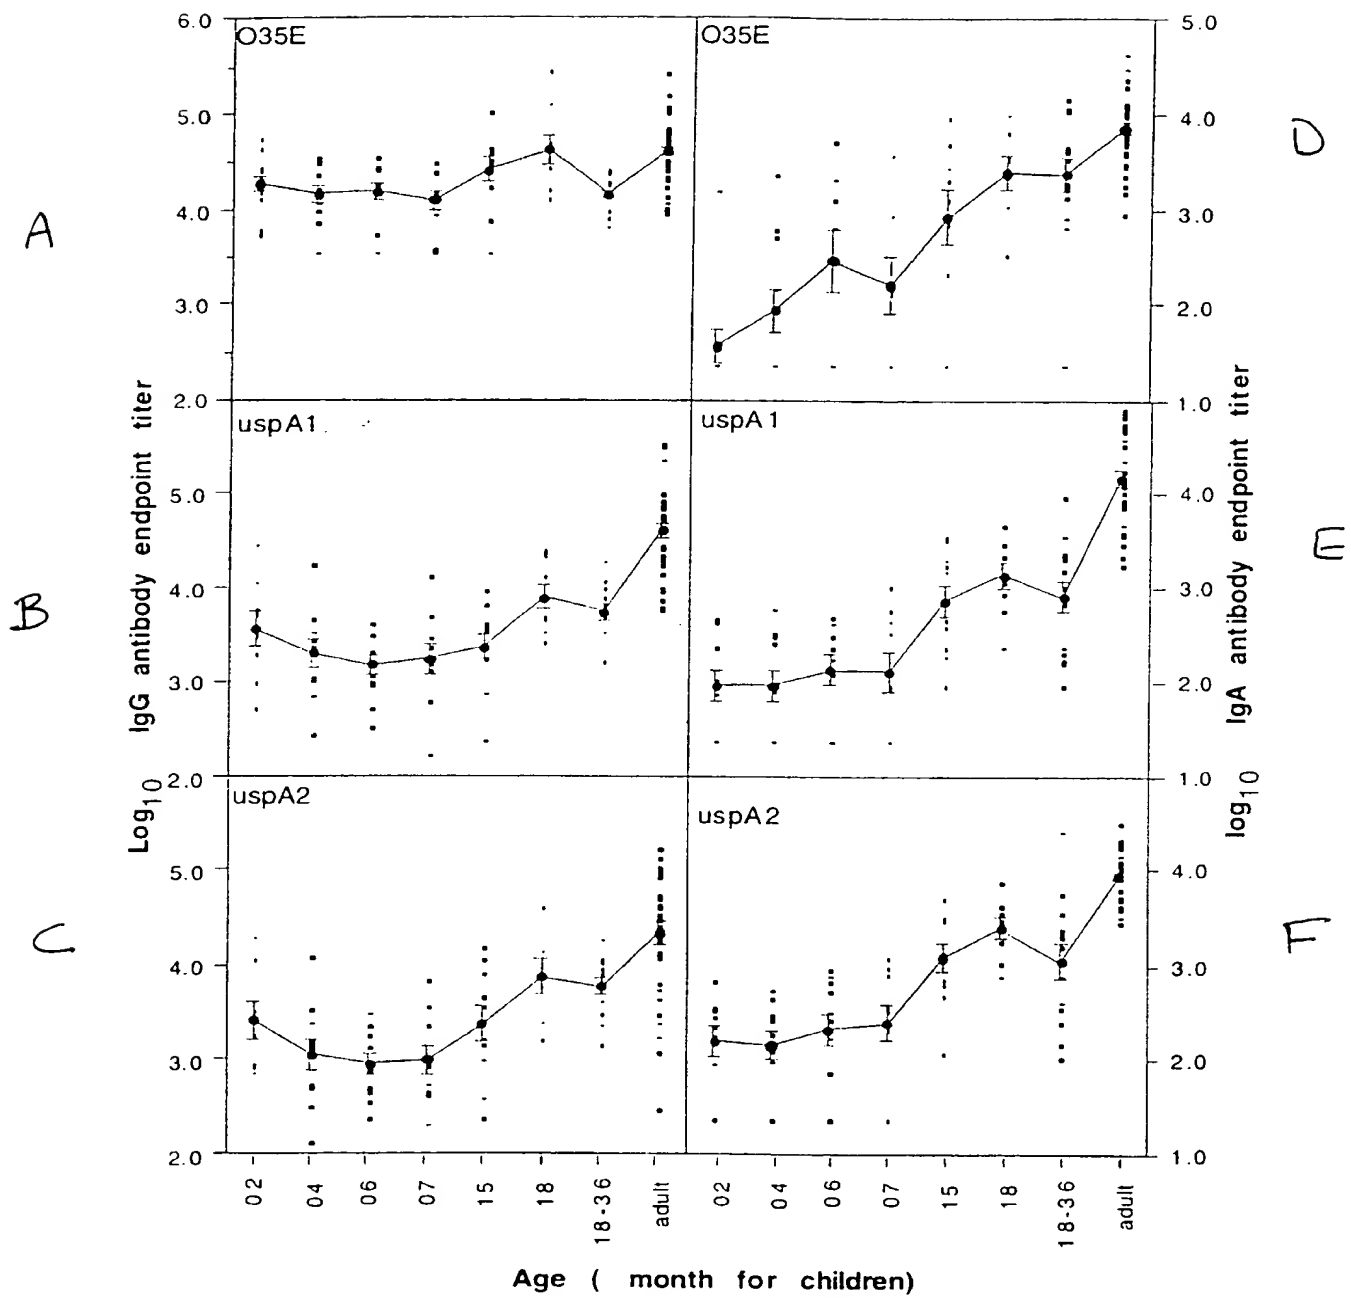 6.0
O35E
O35E
5.0
5.0
4.0
D
A
4.0
3.0
3.0
2.0
2.0
1.0
uspA1
uspA1
5.0
4.0
E
4.0
3.0
B
3.0
2.0
2.0
1.0
uspA2
uspA2
5.0
4.0
C
4.0
3.0
F
3.0
2.0
2.0
1.0
Log10 IgG antibody endpoint titer
log10 IgA antibody endpoint titer
02 04 06 07 15 18 18-36 adult
02 04 06 07 15 18 18-36 adult
Age ( month for children)